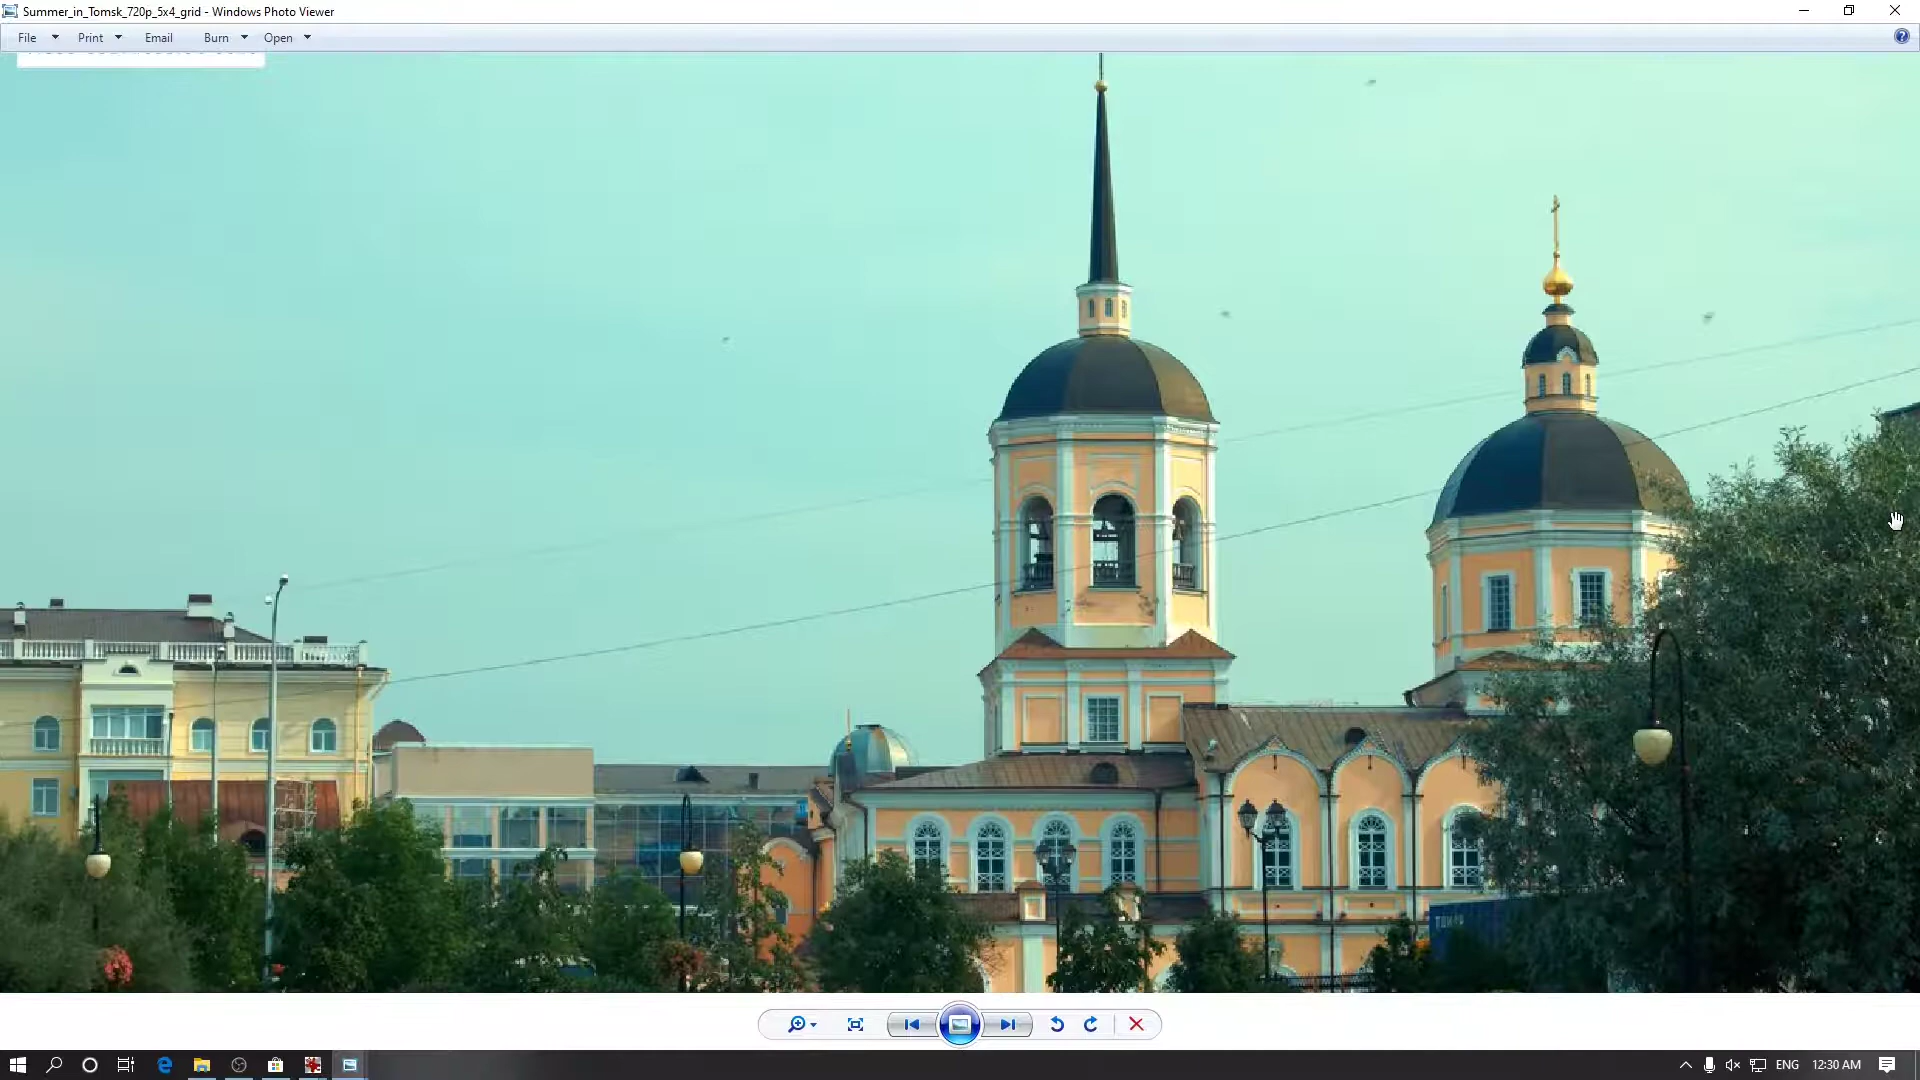 Summer_in_Tomsk_720p_5x4_grid - Windows Photo Viewer
File Print Email Burn Open
ENG 12:30 AM